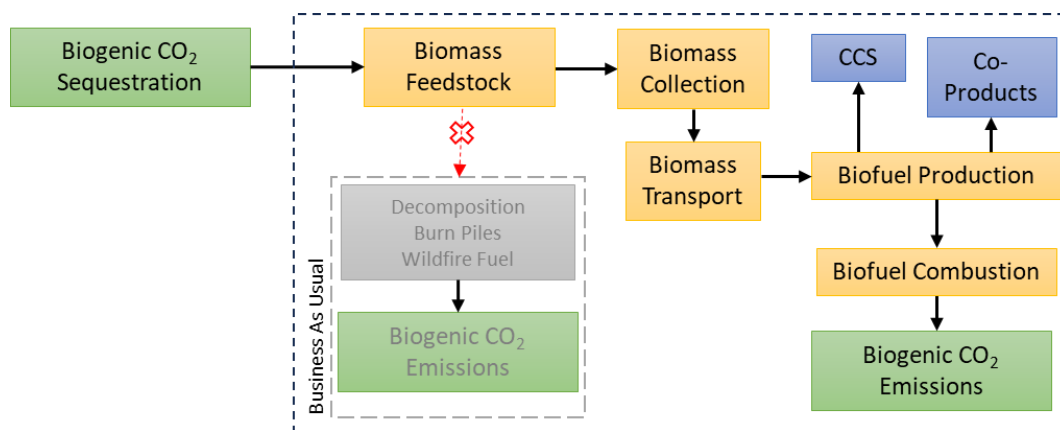 Biogenic CO₂
Sequestration
Biomass
Feedstock
Biomass
Collection
CCS
Co-
Products
Biomass
Transport
Biofuel Production
Decomposition
Burn Piles
Wildfire Fuel
Biofuel Combustion
Business As Usual
Biogenic CO₂
Emissions
Biogenic CO₂
Emissions